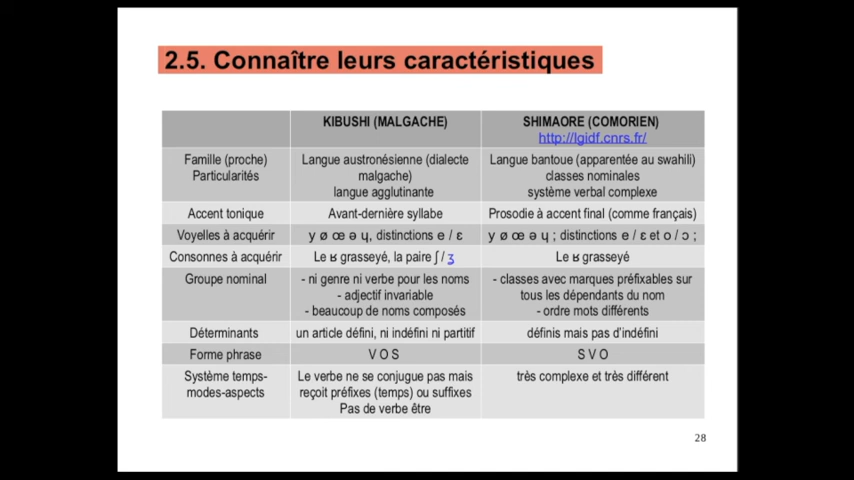 2.5. Connaître leurs caractéristiques
KIBUSHI (MALGACHE)
SHIMAORE (COMORIEN)
http://lgidf.cnrs.fr/
Famille (proche)
Particularités
Langue austronésienne (dialecte
malgache)
langue agglutinante
Langue bantoue (apparentée au swahili)
classes nominales
système verbal complexe
Accent tonique
Avant-dernière syllabe
Prosodie à accent final (comme français)
Voyelles à acquérir
y ø œ ə ɥ, distinctions e / ε
y ø œ ə ɥ ; distinctions e / ε et o / ɔ ;
Consonnes à acquérir
Le ʁ grasseyé, la paire ʃ / ʒ
Le ʁ grasseyé
Groupe nominal
- ni genre ni verbe pour les noms
- adjectif invariable
- beaucoup de noms composés
- classes avec marques préfixables sur
tous les dépendants du nom
- ordre mots différents
Déterminants
un article défini, ni indéfini ni partitif
définis mais pas d'indéfini
Forme phrase
V O S
S V O
Système temps-
modes-aspects
Le verbe ne se conjugue pas mais
reçoit préfixes (temps) ou suffixes
Pas de verbe être
très complexe et très différent
28